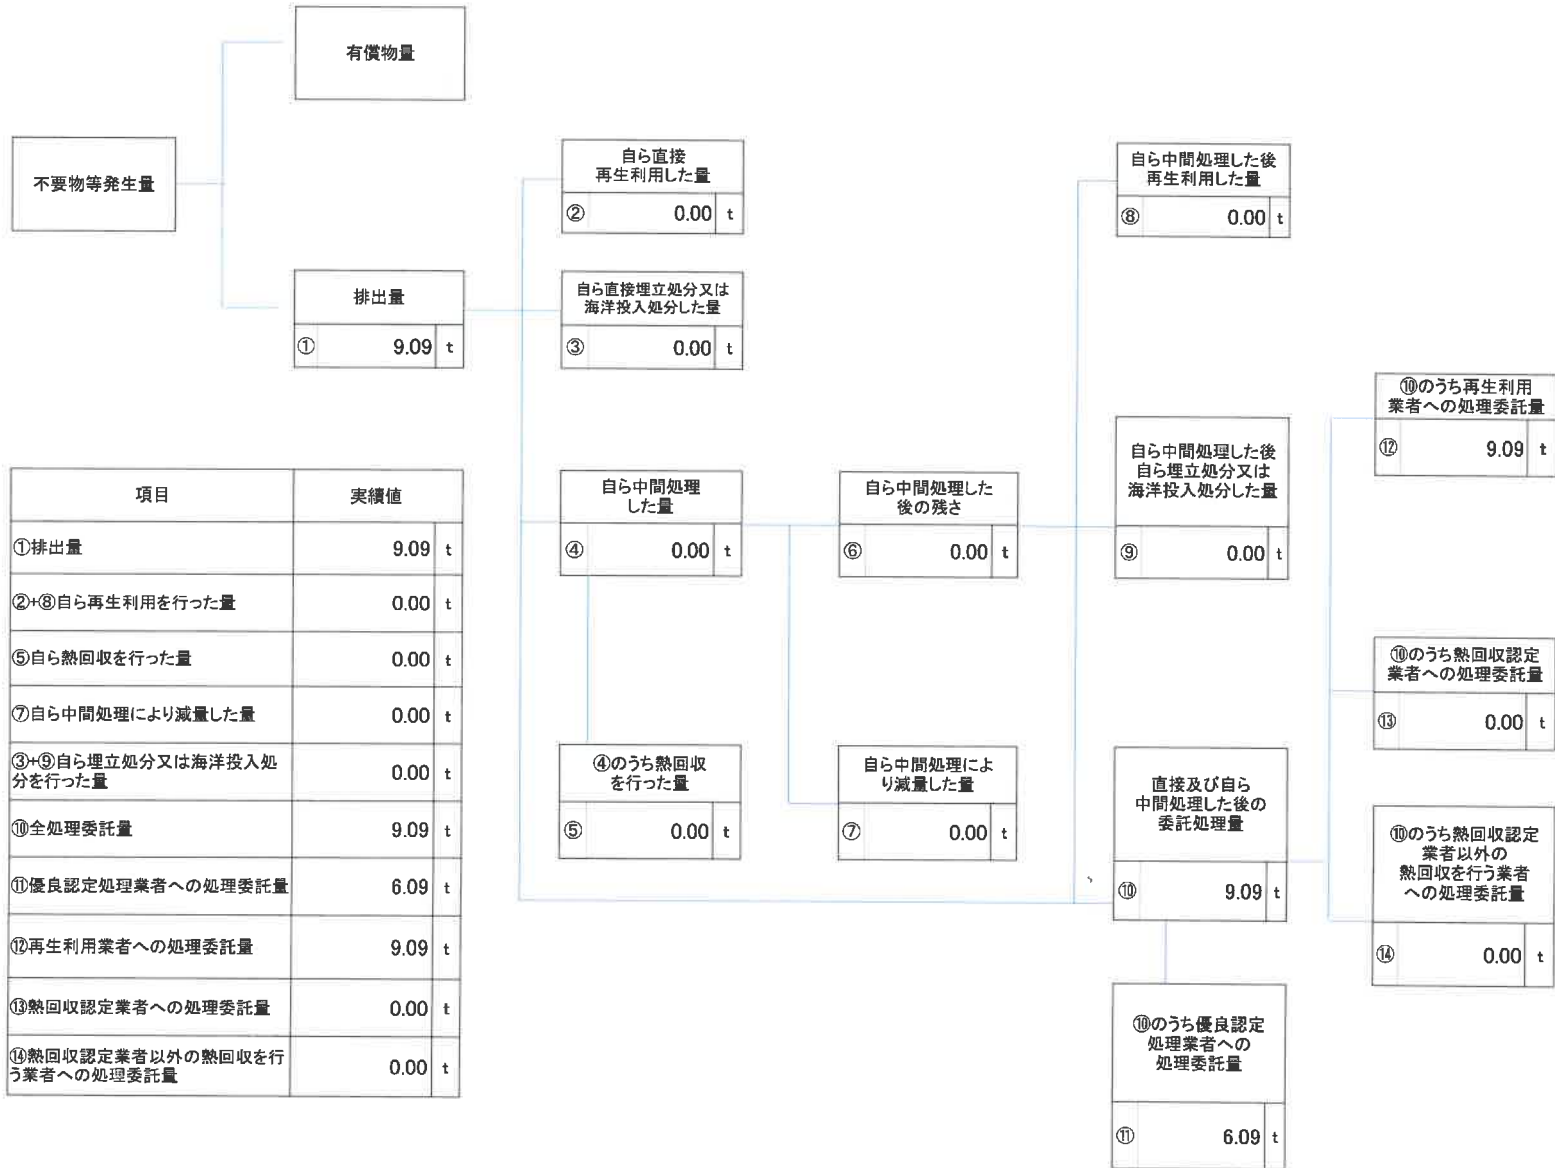 有償物量
不要物等発生量
排出量
① 9.09 t
自ら直接
再生利用した量
② 0.00 t
自ら直接埋立処分又は
海洋投入処分した量
③ 0.00 t
自ら中間処理
した量
④ 0.00 t
④のうち熱回収
を行った量
⑤ 0.00 t
自ら中間処理した
後の残さ
⑥ 0.00 t
自ら中間処理によ
り減量した量
⑦ 0.00 t
自ら中間処理した後
再生利用した量
⑧ 0.00 t
自ら中間処理した後
自ら埋立処分又は
海洋投入処分した量
⑨ 0.00 t
直接及び自ら
中間処理した後の
委託処理量
⑩ 9.09 t
⑩のうち優良認定
処理業者への
処理委託量
⑪ 6.09 t
⑩のうち再生利用
業者への処理委託量
⑫ 9.09 t
⑩のうち熱回収認定
業者への処理委託量
⑬ 0.00 t
⑩のうち熱回収認定
業者以外の
熱回収を行う業者
への処理委託量
⑭ 0.00 t
項目 実績値
①排出量 9.09 t
②+⑧自ら再生利用を行った量 0.00 t
⑤自ら熱回収を行った量 0.00 t
⑦自ら中間処理により減量した量 0.00 t
③+⑨自ら埋立処分又は海洋投入処
分を行った量 0.00 t
⑩全処理委託量 9.09 t
⑪優良認定処理業者への処理委託量 6.09 t
⑫再生利用業者への処理委託量 9.09 t
⑬熱回収認定業者への処理委託量 0.00 t
⑭熱回収認定業者以外の熱回収を行
う業者への処理委託量 0.00 t